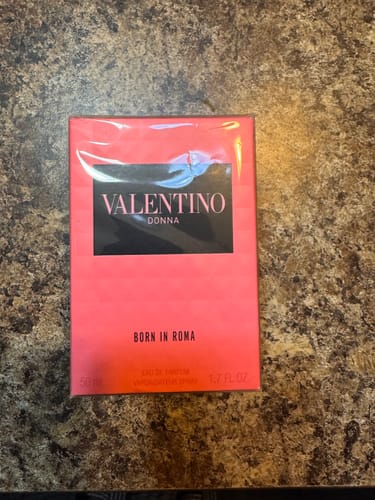 VALENTINO
DONNA
BORN IN ROMA
EAU DE PARFUM
50 ml VAPORISATEUR SPRAY 1.7 FL.OZ